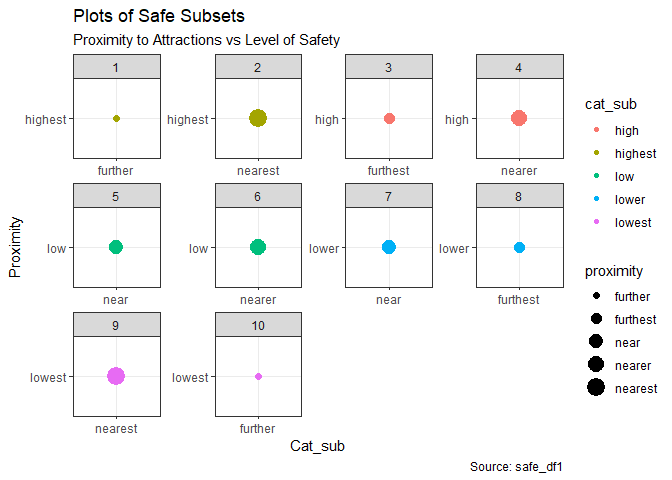 Plots of Safe Subsets
Proximity to Attractions vs Level of Safety
1 2 3 4
highest highest high high
further nearest furthest nearer
5 6 7 8
low low lower lower
near nearer near furthest
9 10
lowest lowest
nearest further
Proximity
Cat_sub
cat_sub
high
highest
low
lower
lowest
proximity
further
furthest
near
nearer
nearest
Source: safe_df1